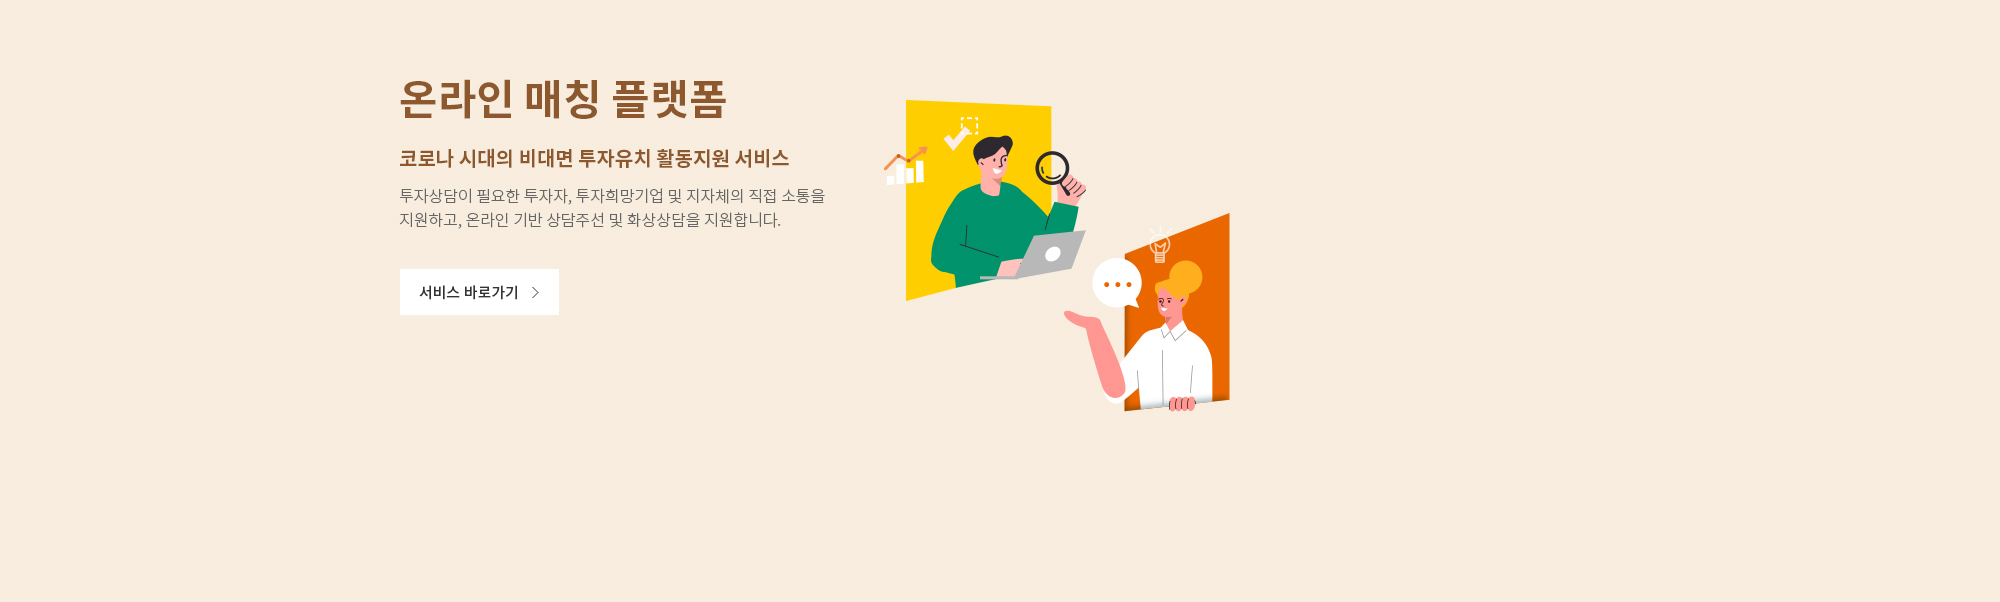 온라인 매칭 플랫폼
코로나 시대의 비대면 투자유치 활동지원 서비스
투자상담이 필요한 투자자, 투자희망기업 및 지자체의 직접 소통을
지원하고, 온라인 기반 상담주선 및 화상상담을 지원합니다.
서비스 바로가기